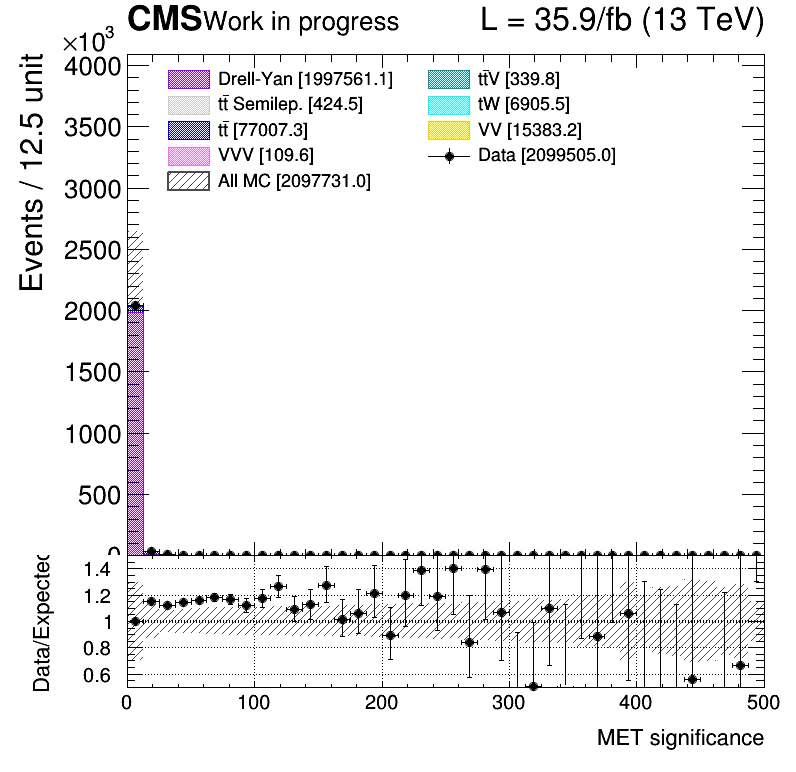 CMS Work in progress L = 35.9/fb (13 TeV)
×10³
Events / 12.5 unit
4000
3500
3000
2500
2000
1500
1000
500
0
Drell-Yan [1997561.1]
tt̄ Semilep. [424.5]
tt̄ [77007.3]
VVV [109.6]
All MC [2097731.0]
tt̄V [339.8]
tW [6905.5]
VV [15383.2]
Data [2099505.0]
Data/Expected
1.4
1.2
1
0.8
0.6
0 100 200 300 400 500
MET significance